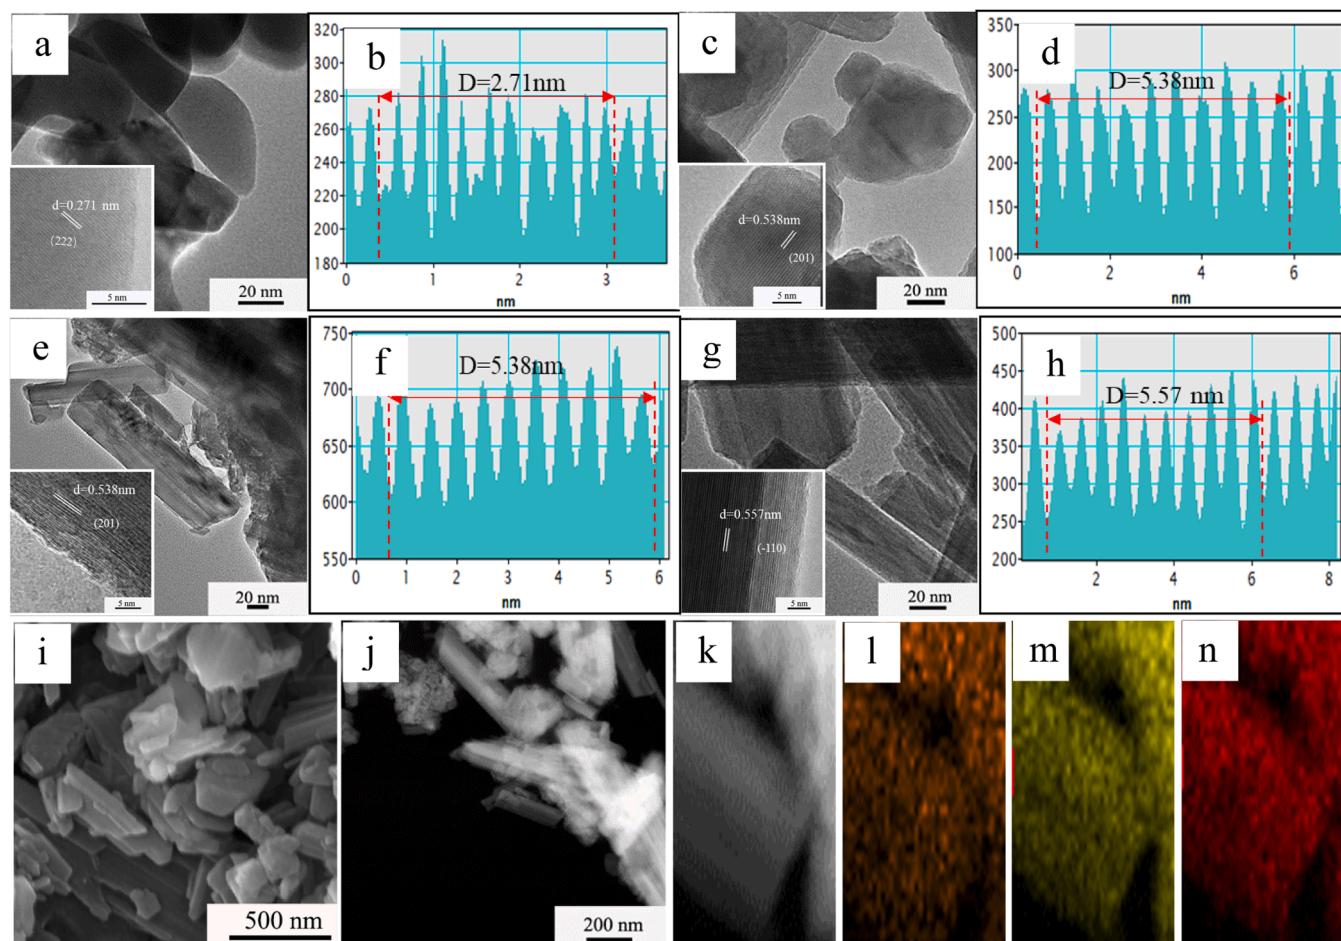 a
d=0.271 nm
(222)
5 nm
20 nm
b
D=2.71nm
320
300
280
260
240
220
200
180
0
1
2
3
nm
c
d=0.538nm
(201)
5 nm
20 nm
d
D=5.38nm
350
300
250
200
150
100
0
2
4
6
nm
e
d=0.538nm
(201)
5 nm
20 nm
f
D=5.38nm
750
700
650
600
550
0
1
2
3
4
5
6
nm
g
d=0.557nm
(-110)
5 nm
20 nm
h
D=5.57 nm
500
450
400
350
300
250
200
2
4
6
8
nm
i
500 nm
j
200 nm
k
l
m
n